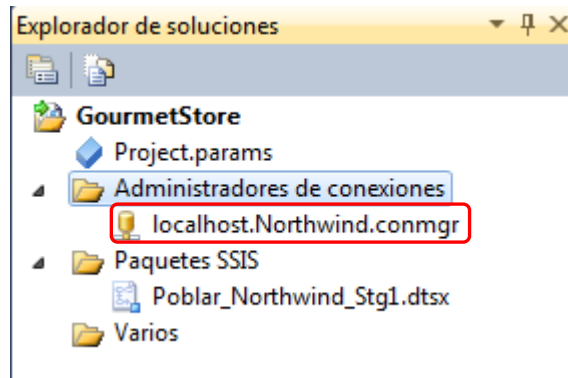 Explorador de soluciones
GourmetStore
Project.params
Administradores de conexiones
localhost.Northwind.conmgr
Paquetes SSIS
Poblar_Northwind_Stg1.dtsx
Varios